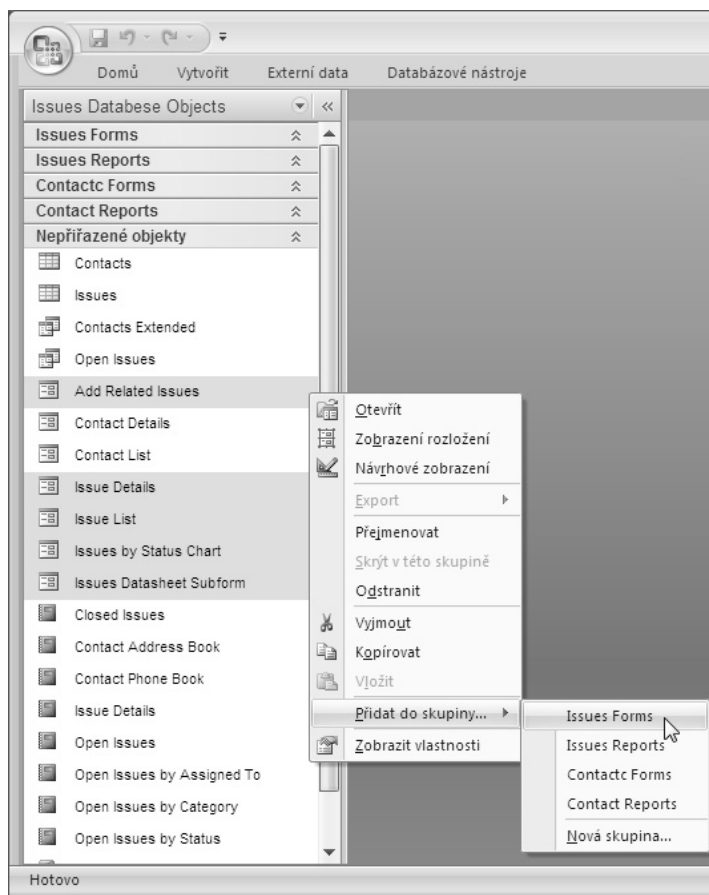 Domů Vytvořit Externí data Databázové nástroje
Issues Databese Objects
Issues Forms
Issues Reports
Contactc Forms
Contact Reports
Nepřiřazené objekty
Contacts
Issues
Contacts Extended
Open Issues
Add Related Issues
Contact Details
Contact List
Issue Details
Issue List
Issues by Status Chart
Issues Datasheet Subform
Closed Issues
Contact Address Book
Contact Phone Book
Issue Details
Open Issues
Open Issues by Assigned To
Open Issues by Category
Open Issues by Status
Otevřít
Zobrazení rozložení
Návrhové zobrazení
Export
Přejmenovat
Skrýt v této skupině
Odstranit
Vyjmout
Kopírovat
Vložit
Přidat do skupiny...
Zobrazit vlastnosti
Issues Forms
Issues Reports
Contactc Forms
Contact Reports
Nová skupina...
Hotovo